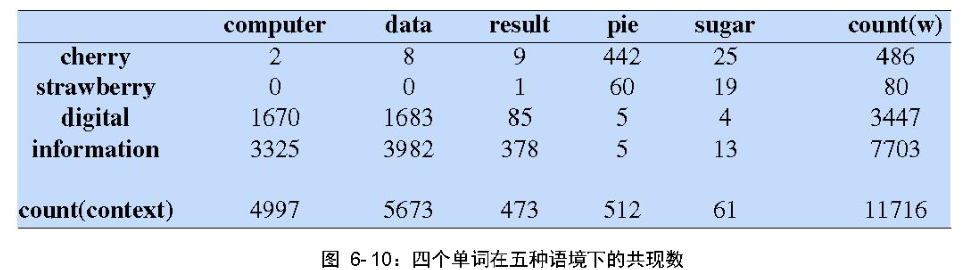 computer data result pie sugar count(w)
cherry 2 8 9 442 25 486
strawberry 0 0 1 60 19 80
digital 1670 1683 85 5 4 3447
information 3325 3982 378 5 13 7703
count(context) 4997 5673 473 512 61 11716
图 6-10：四个单词在五种语境下的共现数